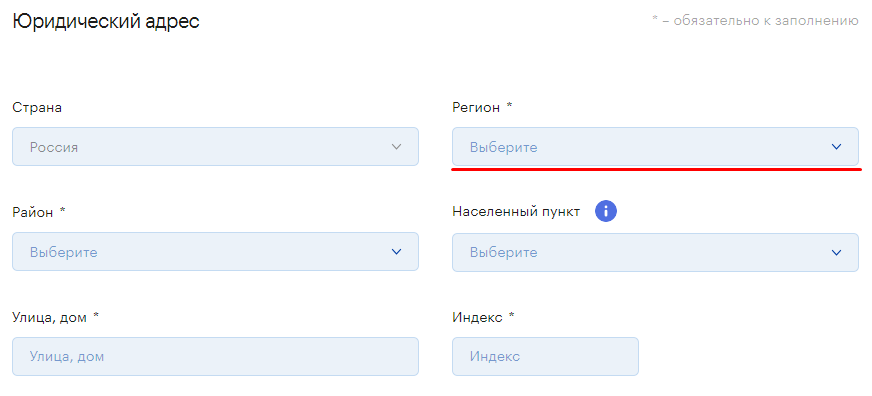 Юридический адрес
* – обязательно к заполнению
Страна
Регион *
Россия
Выберите
Район *
Населенный пункт i
Выберите
Выберите
Улица, дом *
Индекс *
Улица, дом
Индекс